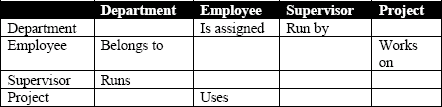 Department Employee Supervisor Project
Department Is assigned Run by
Employee Belongs to Works
on
Supervisor Runs
Project Uses